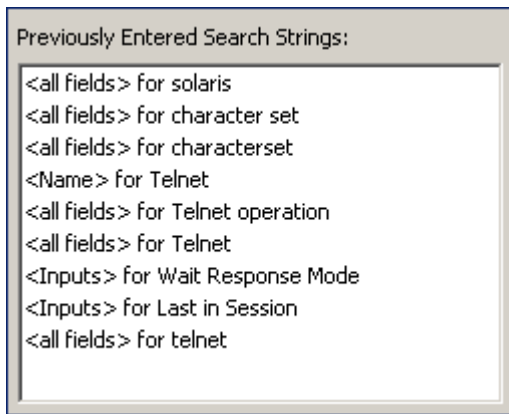 Previously Entered Search Strings:
<all fields> for solaris
<all fields> for character set
<all fields> for characterset
<Name> for Telnet
<all fields> for Telnet operation
<all fields> for Telnet
<Inputs> for Wait Response Mode
<Inputs> for Last in Session
<all fields> for telnet